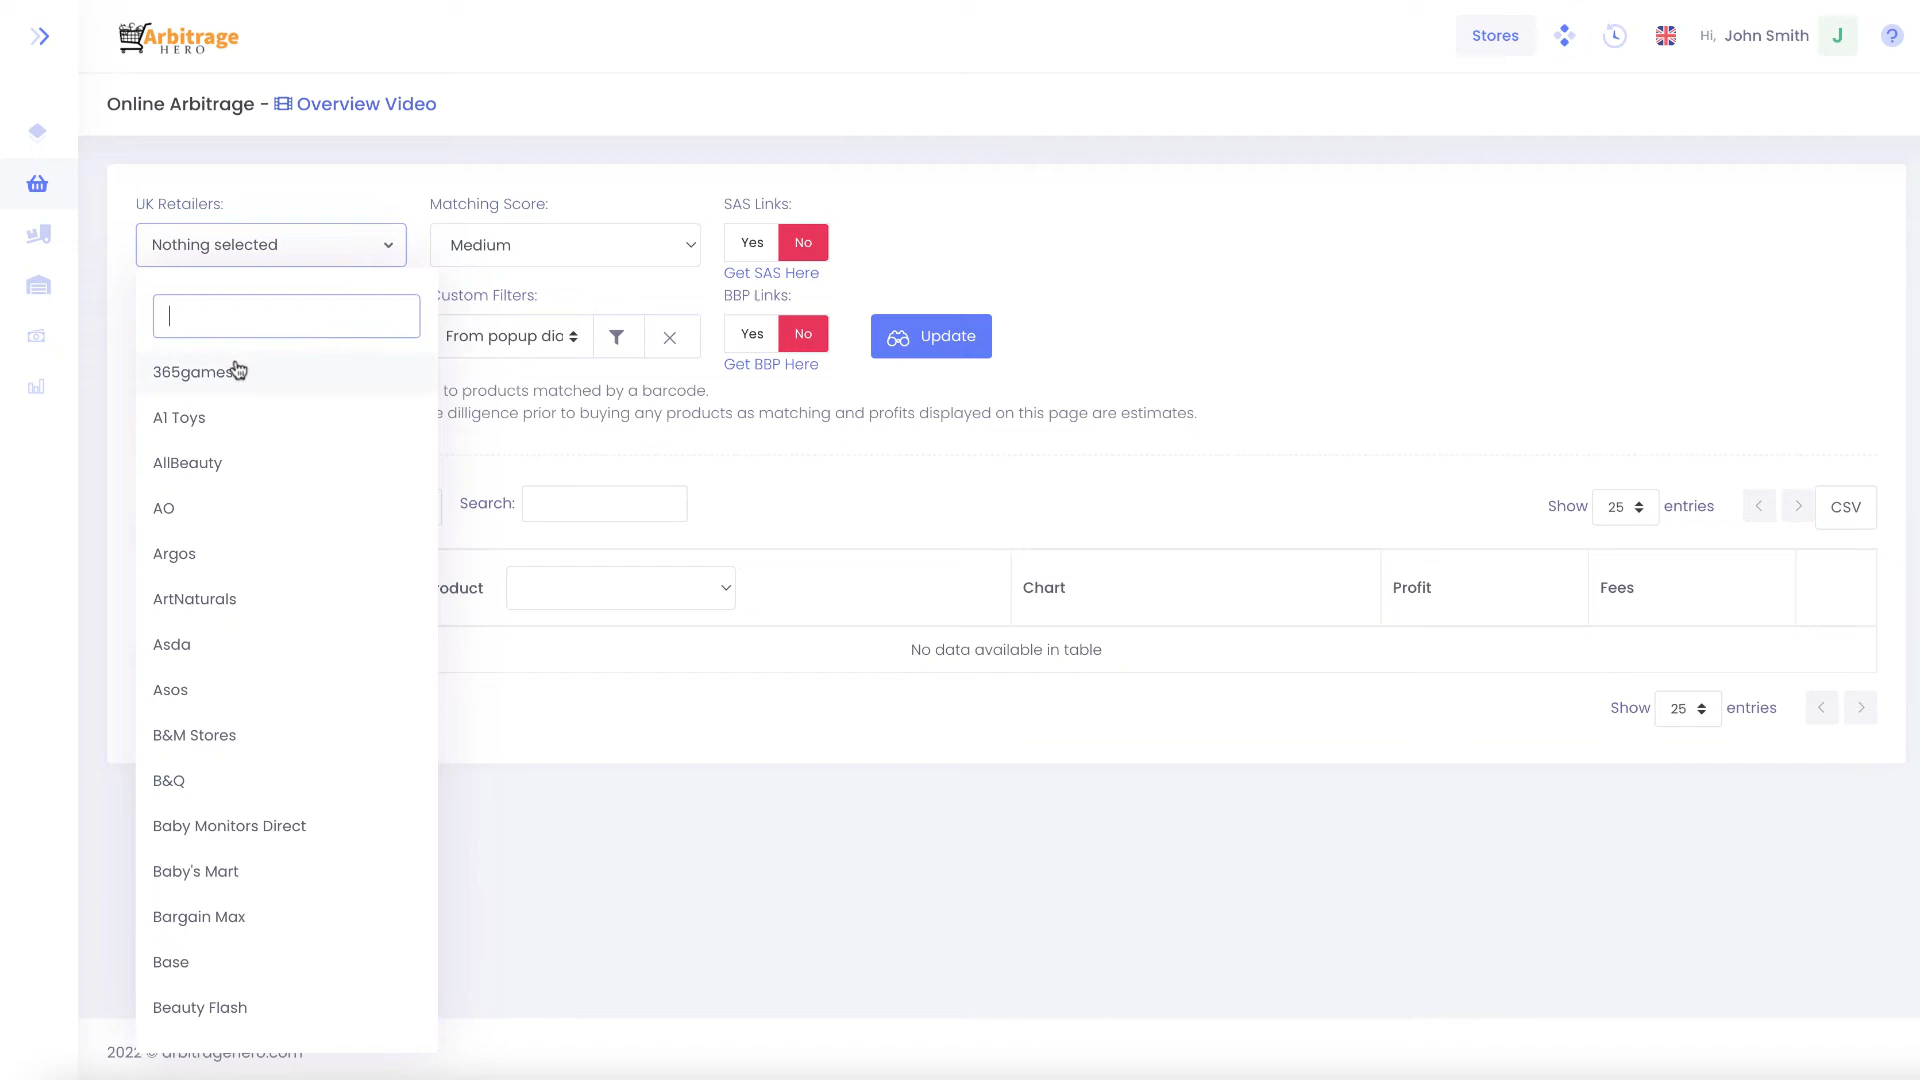 Arbitrage
HERO
Stores
Hi, John Smith
J
?
Online Arbitrage - Overview Video
UK Retailers:
Matching Score:
SAS Links:
Nothing selected
Medium
Yes
No
Get SAS Here
Custom Filters:
BBP Links:
From popup dia
Yes
No
Update
Get BBP Here
365games
to products matched by a barcode.
dilligence prior to buying any products as matching and profits displayed on this page are estimates.
A1 Toys
AllBeauty
AO
Search:
Show 25 entries
CSV
Argos
Chart
Profit
Fees
ArtNaturals
Asda
No data available in table
Asos
Show 25 entries
B&M Stores
B&Q
Baby Monitors Direct
Baby's Mart
Bargain Max
Base
Beauty Flash
2022 © arbitragehero.com